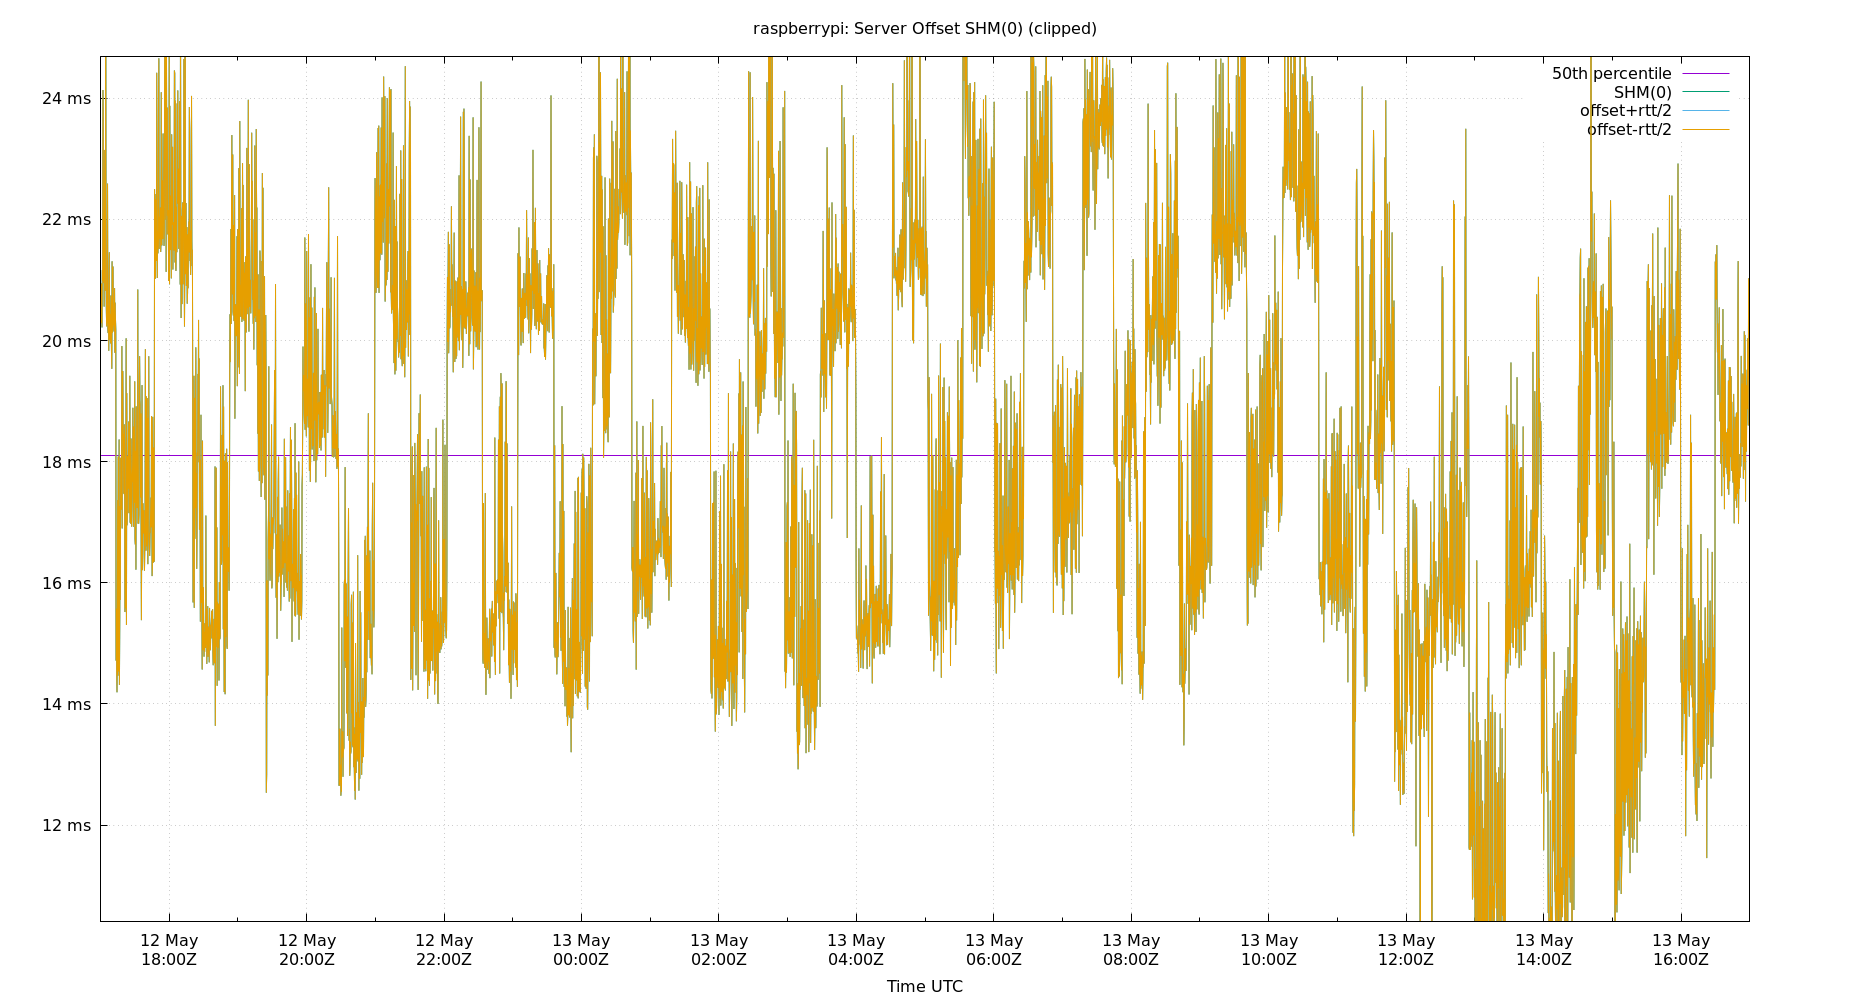 raspberrypi: Server Offset SHM(0) (clipped)
50th percentile
SHM(0)
offset+rtt/2
offset-rtt/2
24 ms
22 ms
20 ms
18 ms
16 ms
14 ms
12 ms
12 May 12 May 12 May 13 May 13 May 13 May 13 May 13 May 13 May 13 May 13 May 13 May
18:00Z 20:00Z 22:00Z 00:00Z 02:00Z 04:00Z 06:00Z 08:00Z 10:00Z 12:00Z 14:00Z 16:00Z
Time UTC